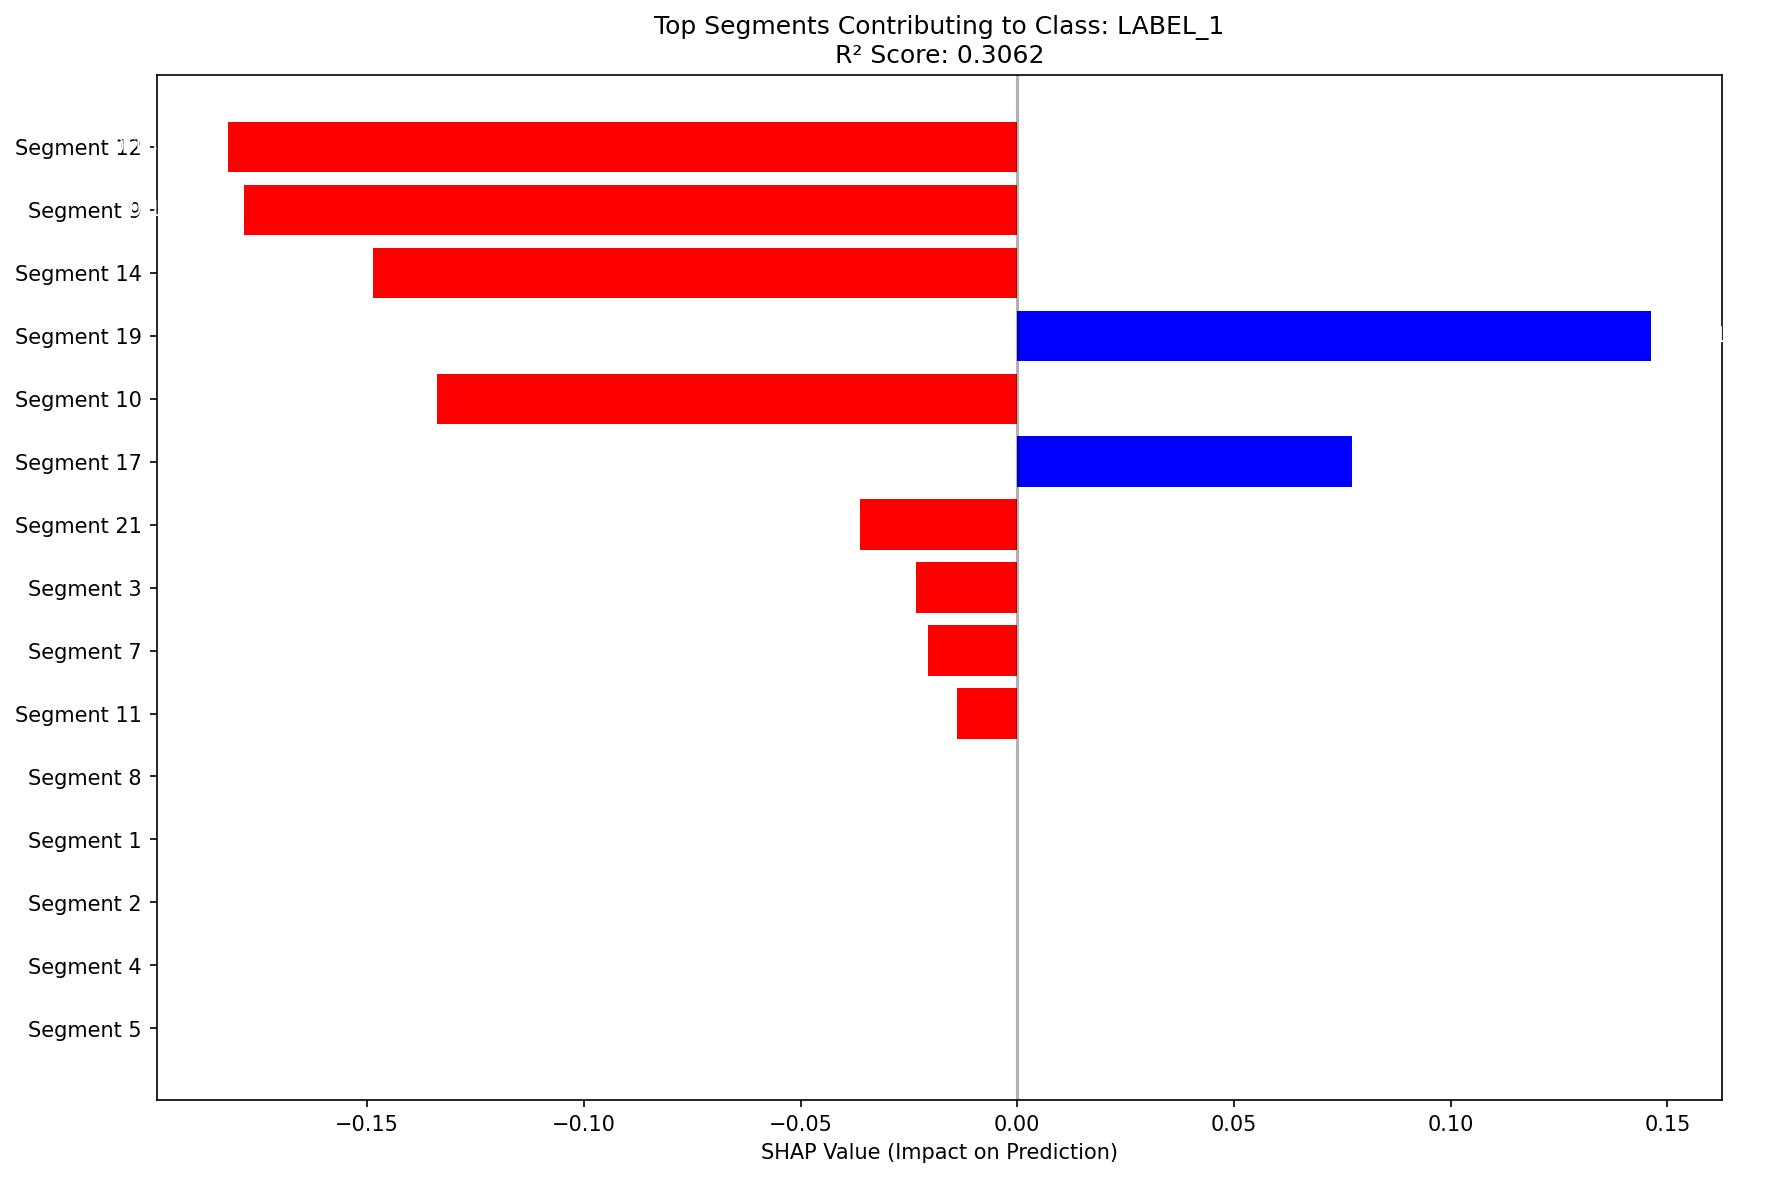 Top Segments Contributing to Class: LABEL_1
R² Score: 0.3062
Segment 12
Segment 9
Segment 14
Segment 19
Segment 10
Segment 17
Segment 21
Segment 3
Segment 7
Segment 11
Segment 8
Segment 1
Segment 2
Segment 4
Segment 5
−0.15 −0.10 −0.05 0.00 0.05 0.10 0.15
SHAP Value (Impact on Prediction)